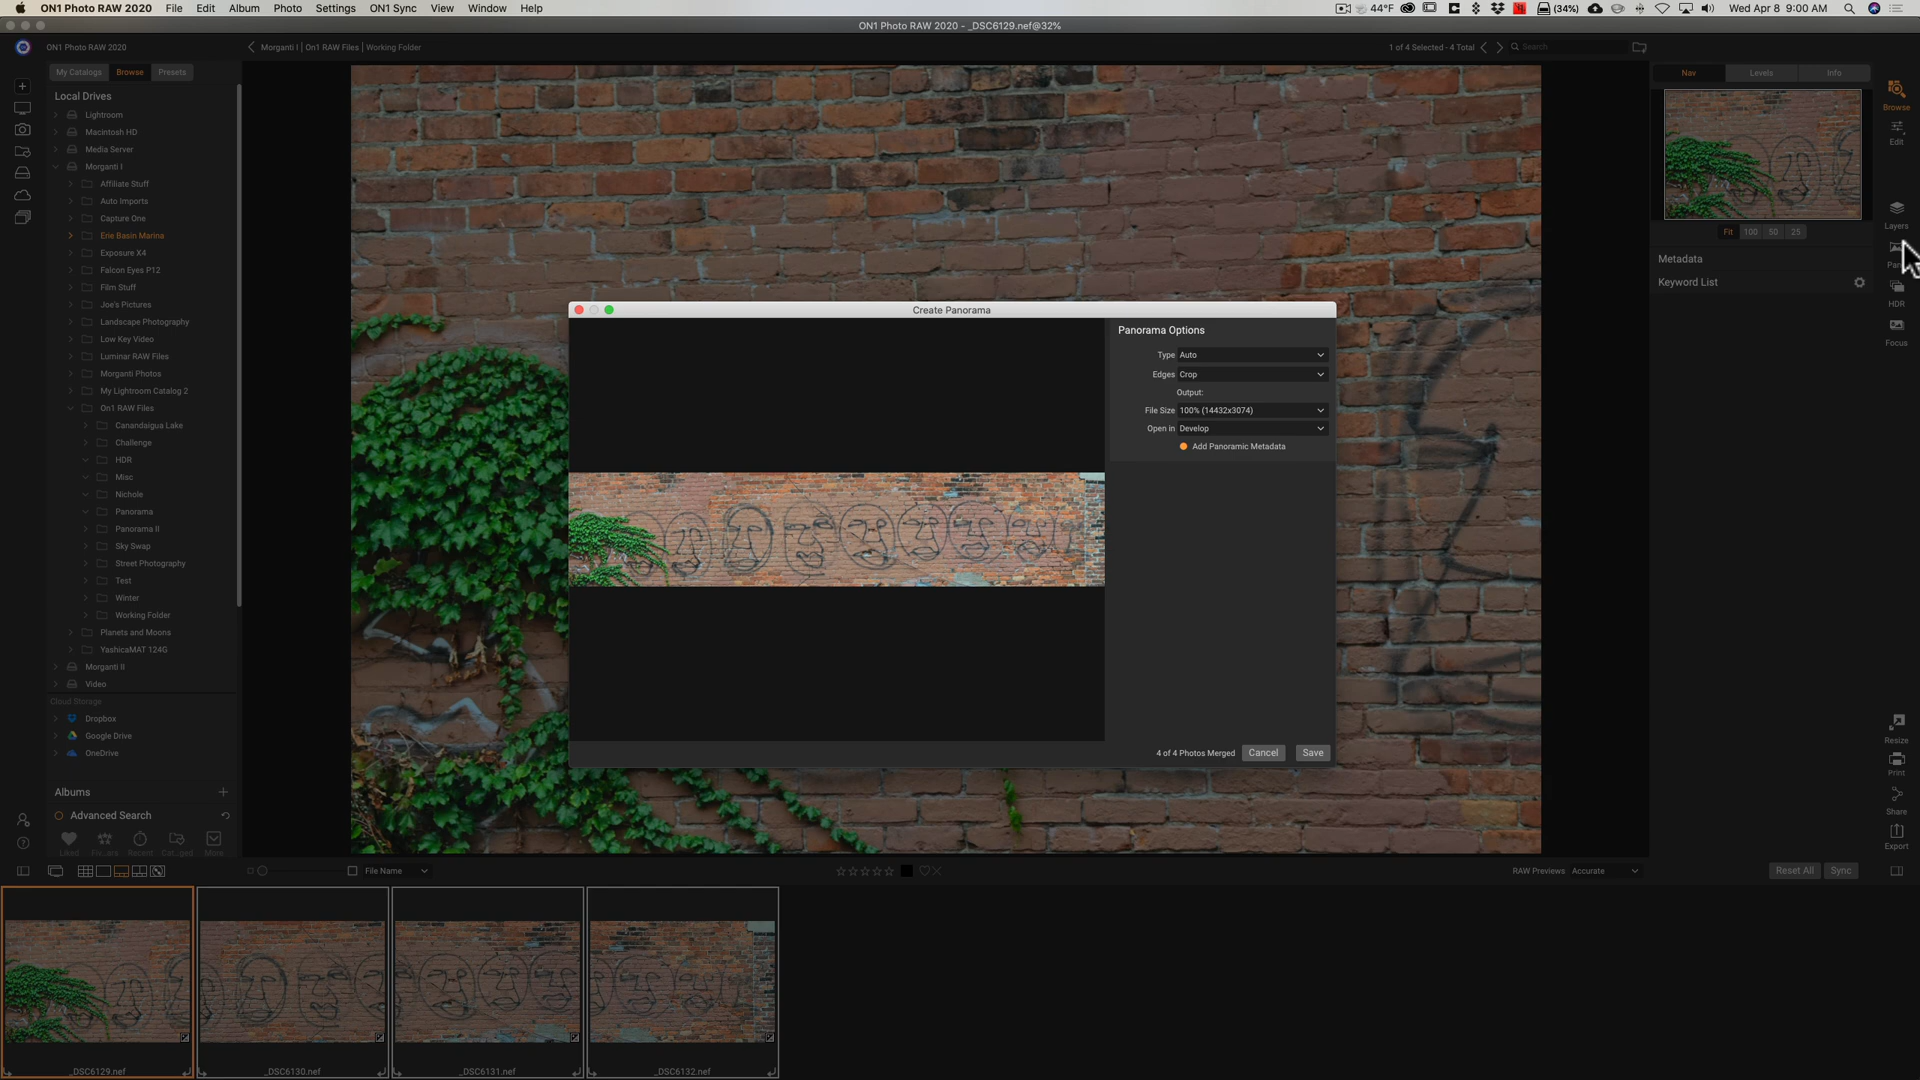 ON1 Photo RAW 2020 File Edit Album Photo Settings ON1 Sync View Window Help 44°F (34%) Wed Apr 8 9:00 AM
ON1 Photo RAW 2020 - _DSC6129.nef@32%
ON1 Photo RAW 2020 Morganti I | On1 RAW Files | Working Folder 1 of 4 Selected - 4 Total Search
My Catalogs Browse Presets
Local Drives
Lightroom
Macintosh HD
Media Server
Morganti I
Affiliate Stuff
Auto Imports
Capture One
Erie Basin Marina
Exposure X4
Falcon Eyes P12
Film Stuff
Joe's Pictures
Landscape Photography
Low Key Video
Luminar RAW Files
Morganti Photos
My Lightroom Catalog 2
On1 RAW Files
Canandaigua Lake
Challenge
HDR
Misc
Nichole
Panorama
Panorama II
Sky Swap
Street Photography
Test
Winter
Working Folder
Planets and Moons
YashicaMAT 124G
Morganti II
Video
Cloud Storage
Dropbox
Google Drive
OneDrive
Albums
Advanced Search
Liked Fiv...ars Recent Cat...ged More
Create Panorama
Panorama Options
Type Auto
Edges Crop
Output:
File Size 100% (14432x3074)
Open in Develop
Add Panoramic Metadata
4 of 4 Photos Merged Cancel Save
Nav Levels Info
Fit 100 50 25
Metadata
Keyword List
Browse
Edit
Layers
HDR
Focus
Resize
Print
Share
Export
File Name RAW Previews Accurate Reset All Sync
_DSC6129.nef _DSC6130.nef _DSC6131.nef _DSC6132.nef